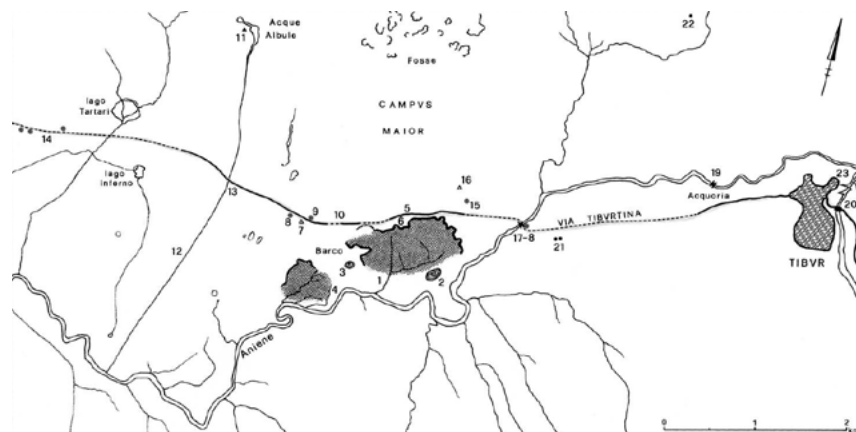 Acque
Albule
11
22
Fosse
lago
Tartari
CAMPVS
MAIOR
14
lago
Inferno
13
12
16
15
5
6
10
9
8
7
Barco
3
1
2
4
Aniene
17-8
VIA TIBVRTINA
21
19
Acquoria
23
20
TIBVR
0 1 2